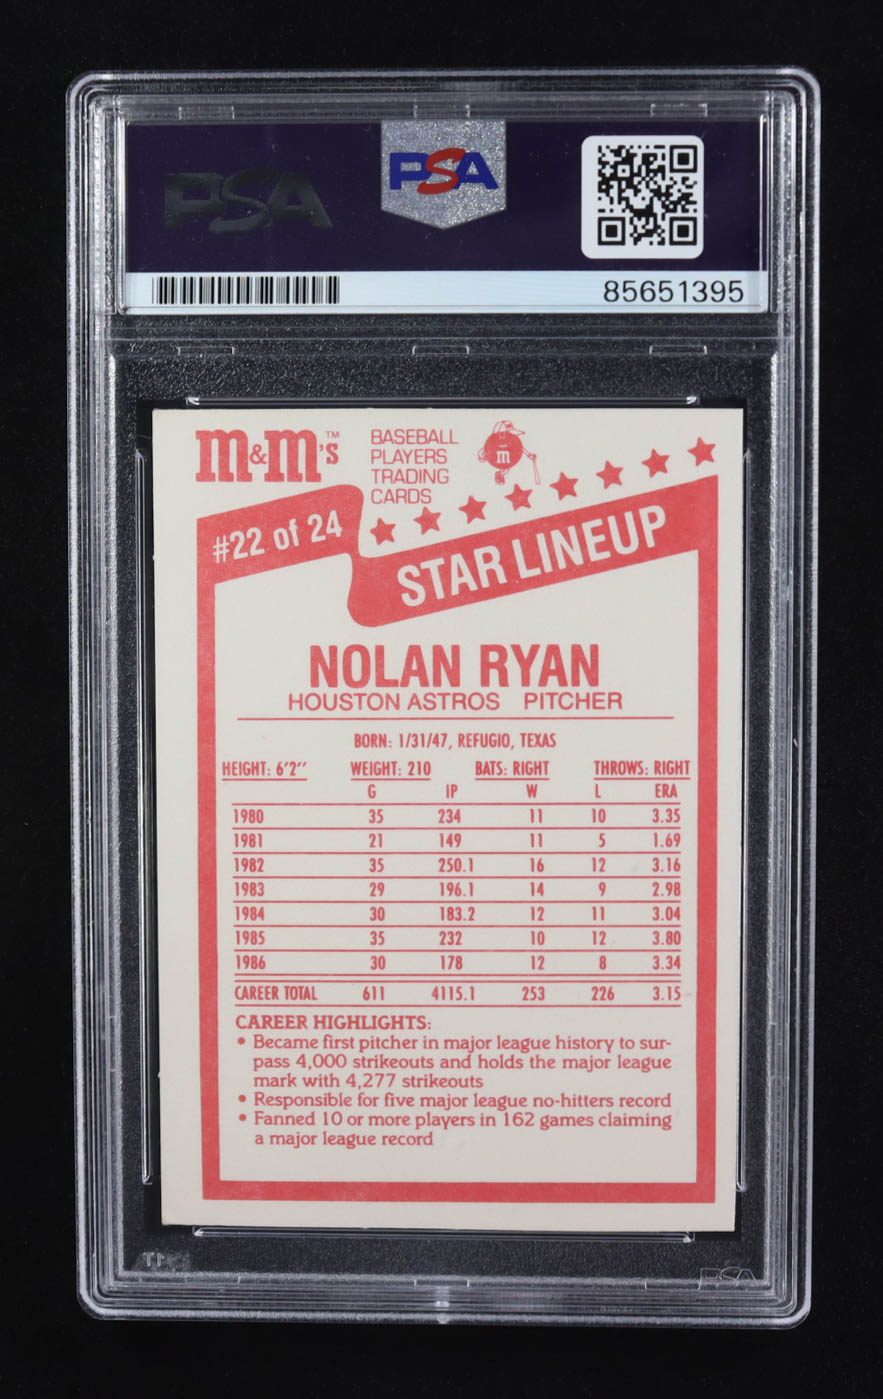 PSA
PSA
85651395
m&m's™
BASEBALL
PLAYERS
TRADING
CARDS
m
#22 of 24
STAR LINEUP
NOLAN RYAN
HOUSTON ASTROS PITCHER
BORN: 1/31/47, REFUGIO, TEXAS
HEIGHT: 6'2'' WEIGHT: 210 BATS: RIGHT THROWS: RIGHT
G IP W L ERA
1980 35 234 11 10 3.35
1981 21 149 11 5 1.69
1982 35 250.1 16 12 3.16
1983 29 196.1 14 9 2.98
1984 30 183.2 12 11 3.04
1985 35 232 10 12 3.80
1986 30 178 12 8 3.34
CAREER TOTAL 611 4115.1 253 226 3.15
CAREER HIGHLIGHTS:
• Became first pitcher in major league history to sur-
pass 4,000 strikeouts and holds the major league
mark with 4,277 strikeouts
• Responsible for five major league no-hitters record
• Fanned 10 or more players in 162 games claiming
a major league record
PSA